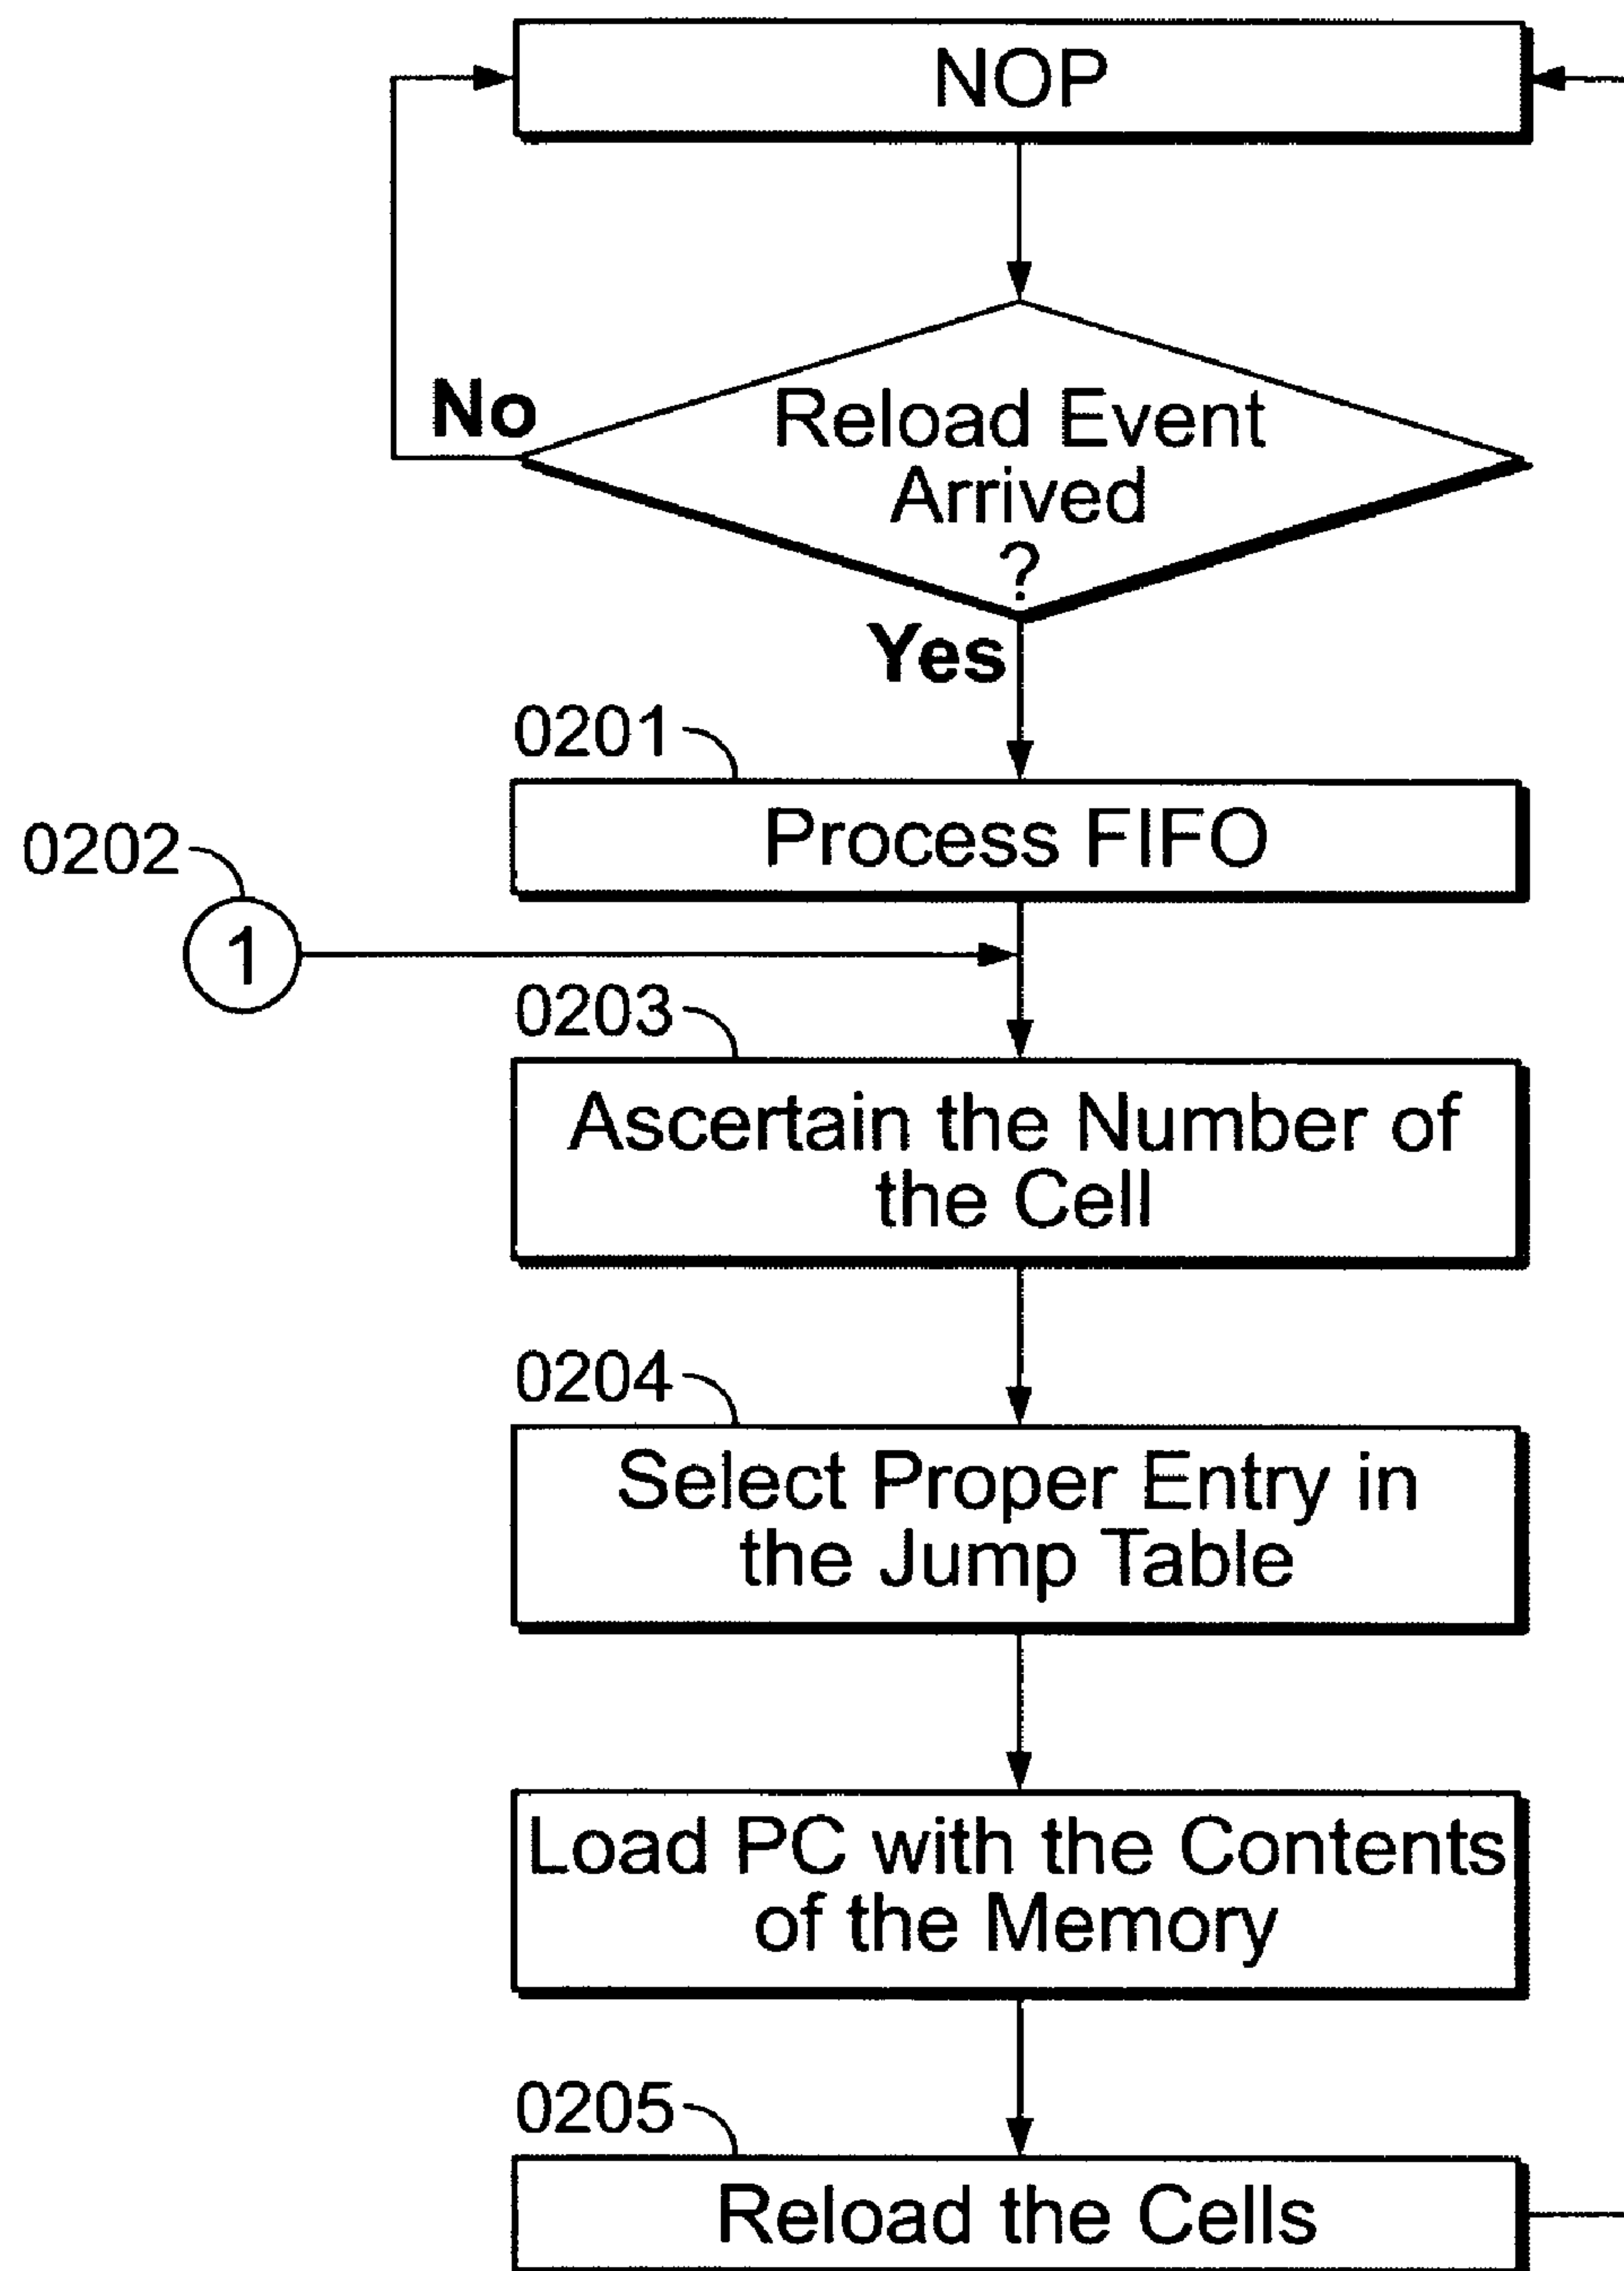 NOP
Reload Event
Arrived
?
No
Yes
0201
Process FIFO
0202
1
0203
Ascertain the Number of
the Cell
0204
Select Proper Entry in
the Jump Table
Load PC with the Contents
of the Memory
0205
Reload the Cells